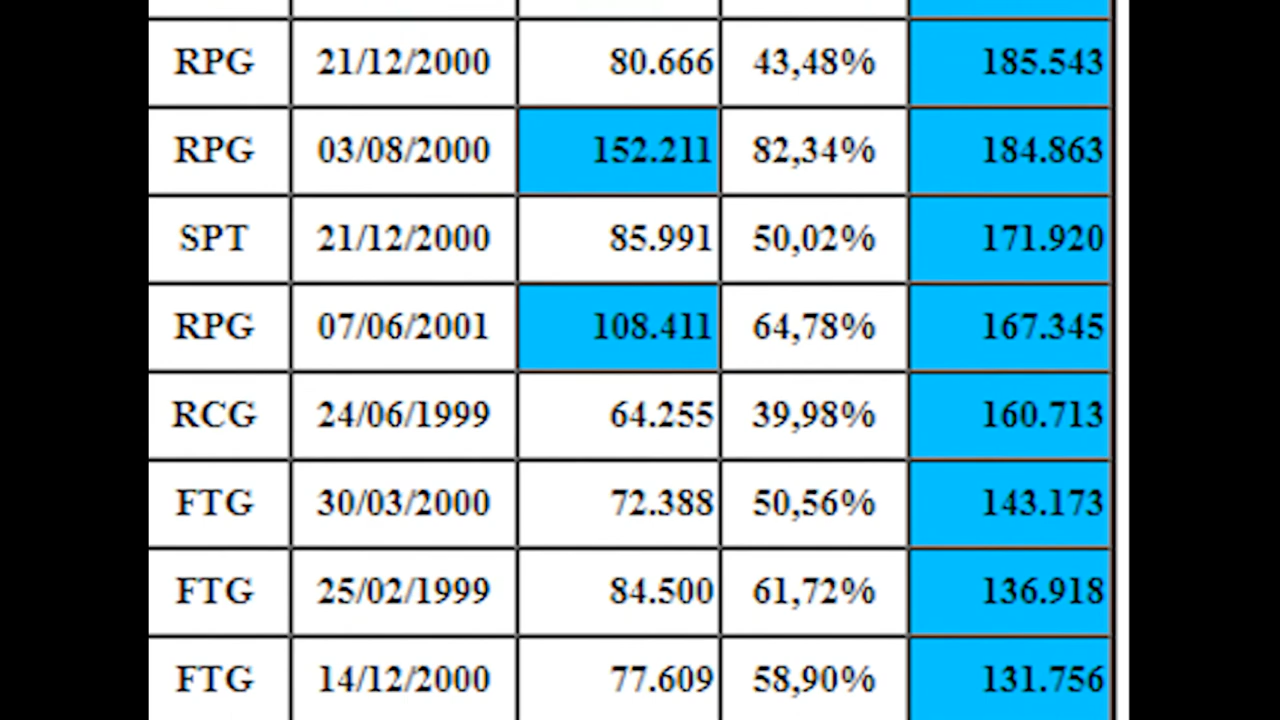 RPG 21/12/2000 80.666 43,48% 185.543
RPG 03/08/2000 152.211 82,34% 184.863
SPT 21/12/2000 85.991 50,02% 171.920
RPG 07/06/2001 108.411 64,78% 167.345
RCG 24/06/1999 64.255 39,98% 160.713
FTG 30/03/2000 72.388 50,56% 143.173
FTG 25/02/1999 84.500 61,72% 136.918
FTG 14/12/2000 77.609 58,90% 131.756